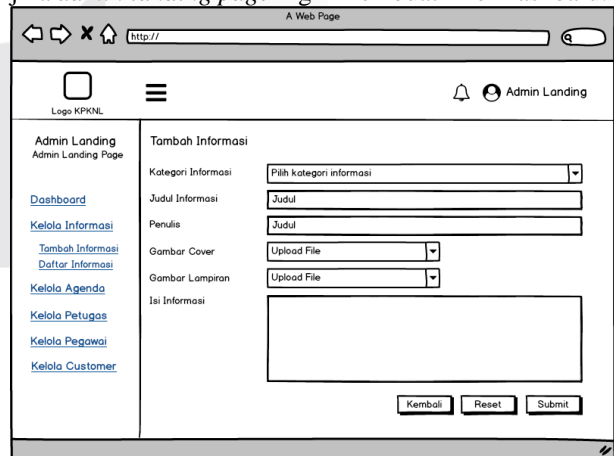 A Web Page
http://
Logo KPKNL
Admin Landing
Admin Landing
Admin Landing Page
Dashboard
Kelola Informasi
Tambah Informasi
Daftar Informasi
Kelola Agenda
Kelola Petugas
Kelola Pegawai
Kelola Customer
Tambah Informasi
Kategori Informasi
Pilih kategori informasi
Judul Informasi
Judul
Penulis
Judul
Gambar Cover
Upload File
Gambar Lampiran
Upload File
Isi Informasi
Kembali
Reset
Submit